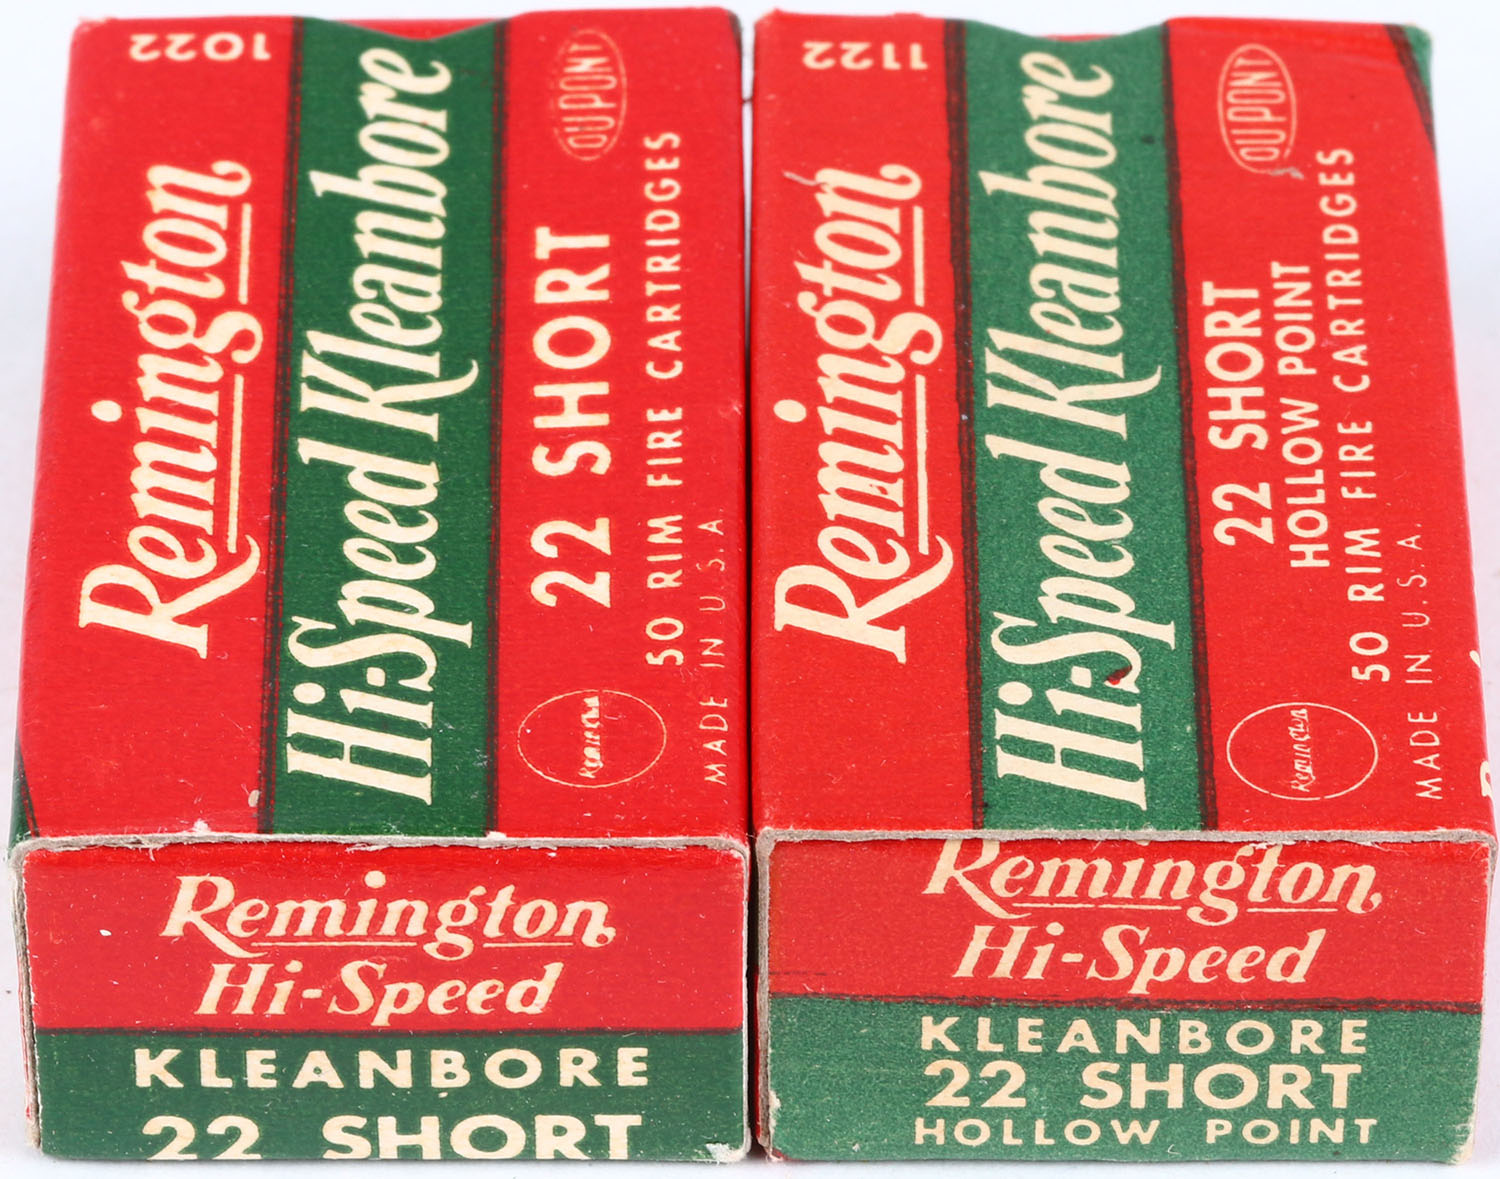 1022
Remington
Hi-Speed Kleanbore
DUPONT
22 SHORT
50 RIM FIRE CARTRIDGES
Remington
MADE IN U.S.A.
Remington
Hi-Speed
KLEANBORE
22 SHORT
1122
Remington
Hi-Speed Kleanbore
DUPONT
22 SHORT
HOLLOW POINT
50 RIM FIRE CARTRIDGES
Remington
MADE IN U.S.A.
Remington
Hi-Speed
KLEANBORE
22 SHORT
HOLLOW POINT